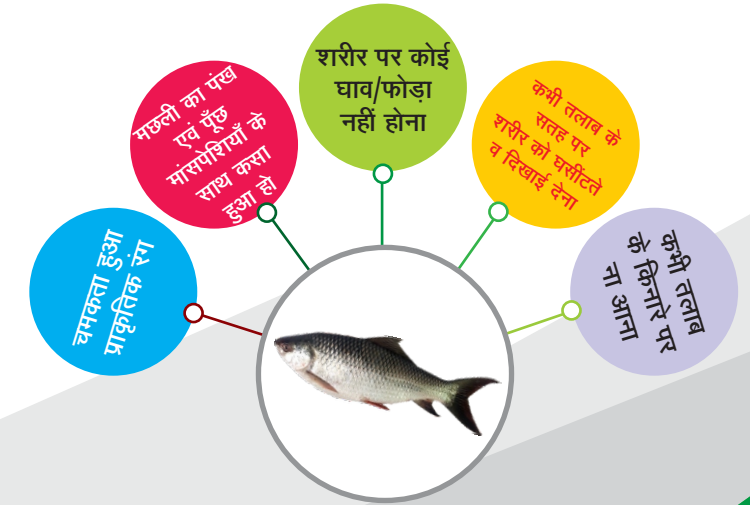 चमकता हुआ
प्राकृतिक रंग
मछली का पंख
एवं पूँछ
मांसपेशियाँ के
साथ कसा
हुआ हो
शरीर पर कोई
घाव/फोड़ा
नहीं होना
कभी तलाब के
सतह पर
शरीर को घसींटते
व दिखाई देना
कभी तलाब
के किनारे पर
ना आना